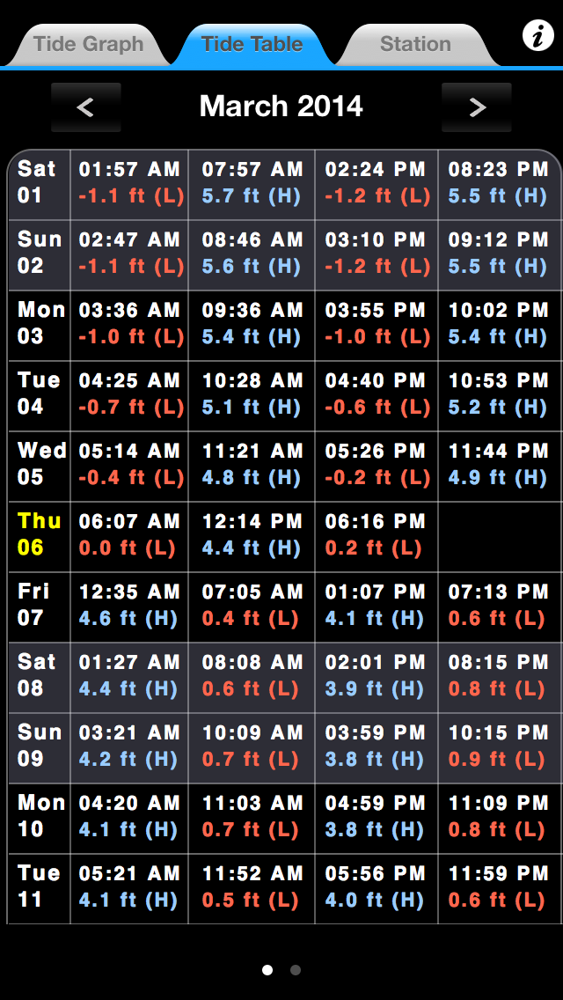 Tide Graph Tide Table Station i
< March 2014 >
Sat 01:57 AM 07:57 AM 02:24 PM 08:23 PM
01 -1.1 ft (L) 5.7 ft (H) -1.2 ft (L) 5.5 ft (H)
Sun 02:47 AM 08:46 AM 03:10 PM 09:12 PM
02 -1.1 ft (L) 5.6 ft (H) -1.2 ft (L) 5.5 ft (H)
Mon 03:36 AM 09:36 AM 03:55 PM 10:02 PM
03 -1.0 ft (L) 5.4 ft (H) -1.0 ft (L) 5.4 ft (H)
Tue 04:25 AM 10:28 AM 04:40 PM 10:53 PM
04 -0.7 ft (L) 5.1 ft (H) -0.6 ft (L) 5.2 ft (H)
Wed 05:14 AM 11:21 AM 05:26 PM 11:44 PM
05 -0.4 ft (L) 4.8 ft (H) -0.2 ft (L) 4.9 ft (H)
Thu 06:07 AM 12:14 PM 06:16 PM
06 0.0 ft (L) 4.4 ft (H) 0.2 ft (L)
Fri 12:35 AM 07:05 AM 01:07 PM 07:13 PM
07 4.6 ft (H) 0.4 ft (L) 4.1 ft (H) 0.6 ft (L)
Sat 01:27 AM 08:08 AM 02:01 PM 08:15 PM
08 4.4 ft (H) 0.6 ft (L) 3.9 ft (H) 0.8 ft (L)
Sun 03:21 AM 10:09 AM 03:59 PM 10:15 PM
09 4.2 ft (H) 0.7 ft (L) 3.8 ft (H) 0.9 ft (L)
Mon 04:20 AM 11:03 AM 04:59 PM 11:09 PM
10 4.1 ft (H) 0.7 ft (L) 3.8 ft (H) 0.8 ft (L)
Tue 05:21 AM 11:52 AM 05:56 PM 11:59 PM
11 4.1 ft (H) 0.5 ft (L) 4.0 ft (H) 0.6 ft (L)